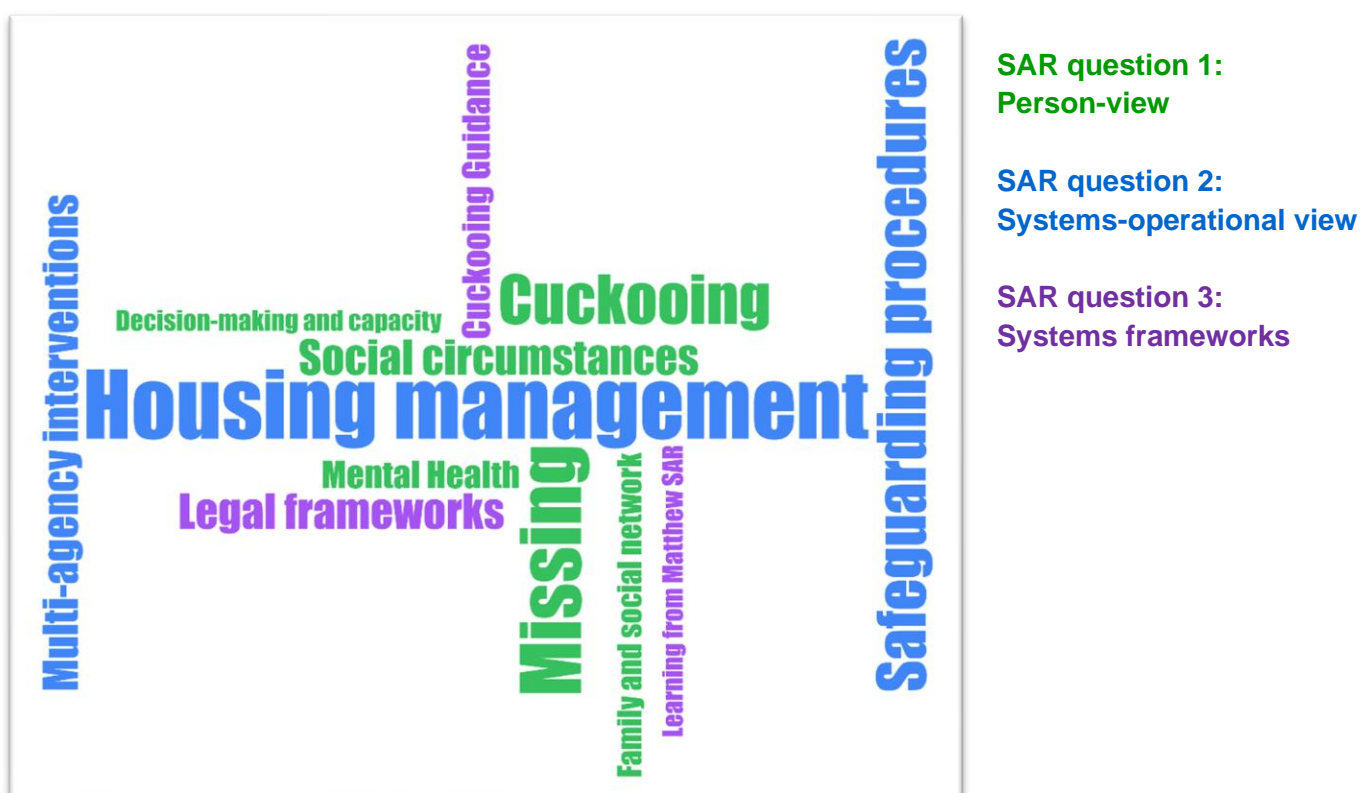 Multi-agency interventions
Decision-making and capacity
Cuckooing Guidance
Cuckooing
Social circumstances
Housing management
Mental Health
Legal frameworks
Missing
Family and social network
Learning from Matthew SAR
Safeguarding procedures
SAR question 1:
Person-view
SAR question 2:
Systems-operational view
SAR question 3:
Systems frameworks